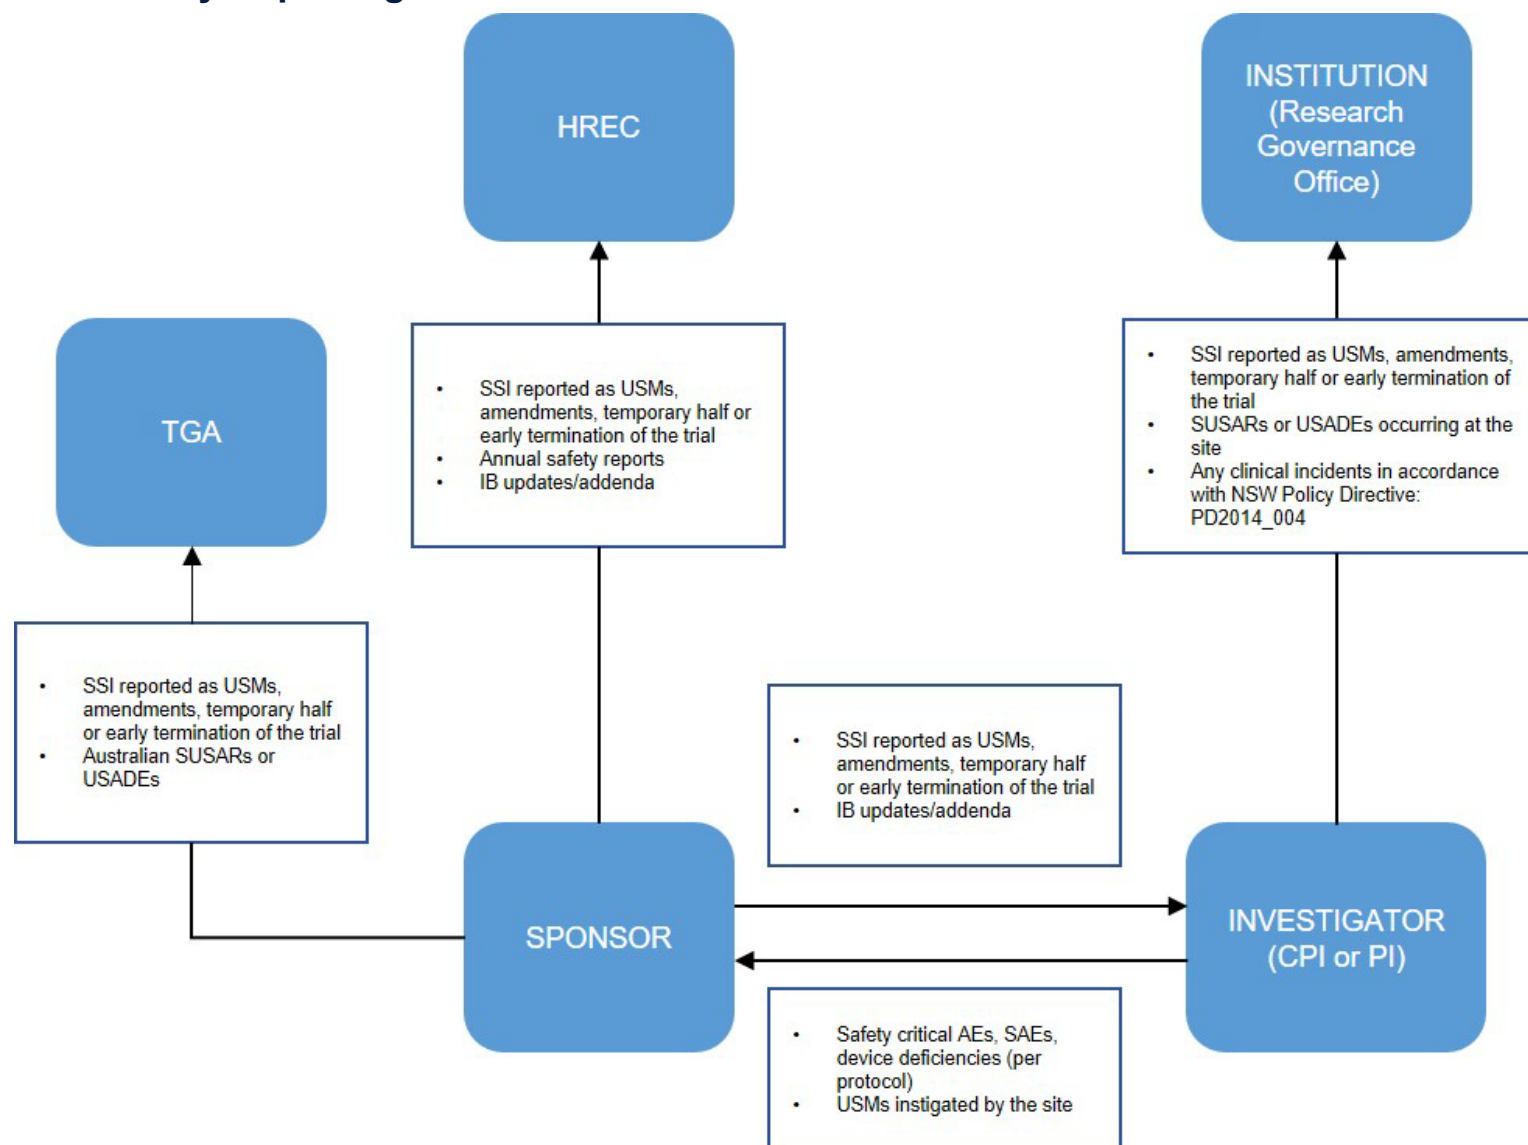 HREC
INSTITUTION
(Research
Governance
Office)
TGA
• SSI reported as USMs,
amendments, temporary half or
early termination of the trial
• Annual safety reports
• IB updates/addenda
• SSI reported as USMs, amendments,
temporary half or early termination of
the trial
• SUSARs or USADEs occurring at the
site
• Any clinical incidents in accordance
with NSW Policy Directive:
PD2014_004
• SSI reported as USMs,
amendments, temporary half
or early termination of the trial
• Australian SUSARs or
USADEs
• SSI reported as USMs,
amendments, temporary half
or early termination of the trial
• IB updates/addenda
SPONSOR
INVESTIGATOR
(CPI or PI)
• Safety critical AEs, SAEs,
device deficiencies (per
protocol)
• USMs instigated by the site